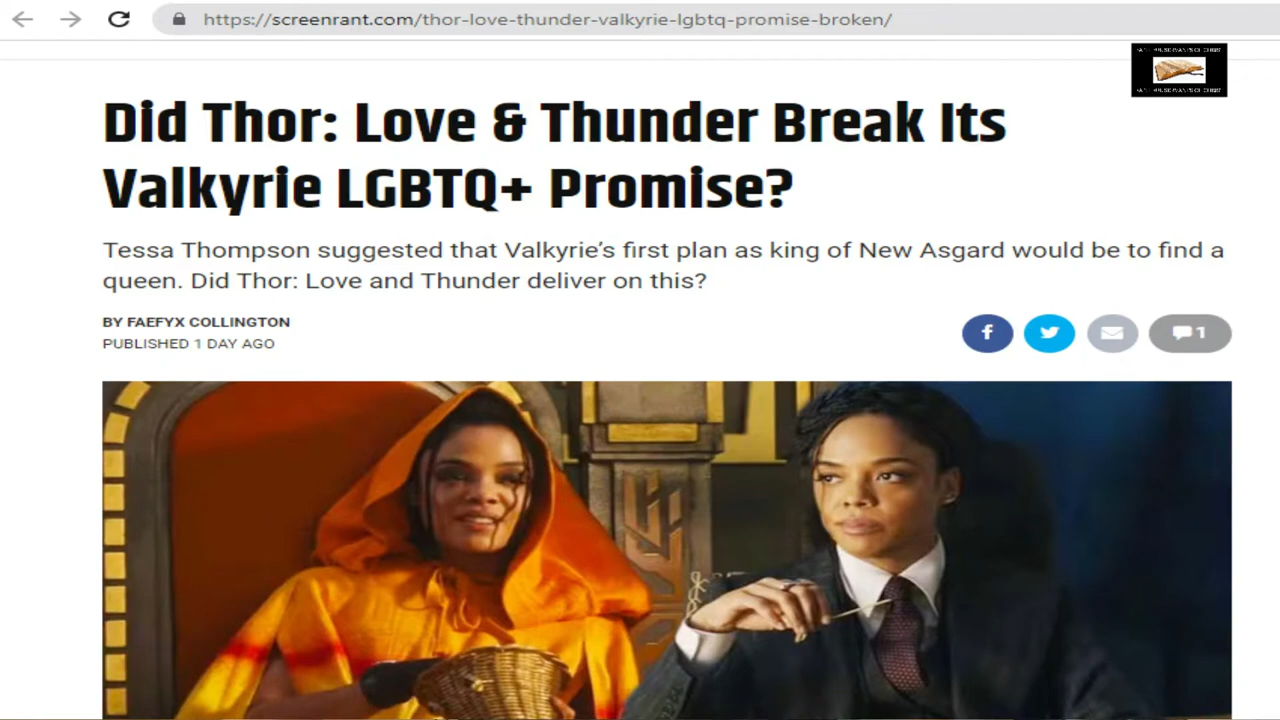 https://screenrant.com/thor-love-thunder-valkyrie-lgbtq-promise-broken/
Did Thor: Love & Thunder Break Its
Valkyrie LGBTQ+ Promise?
Tessa Thompson suggested that Valkyrie's first plan as king of New Asgard would be to find a
queen. Did Thor: Love and Thunder deliver on this?
BY FAEFYX COLLINGTON
PUBLISHED 1 DAY AGO
1